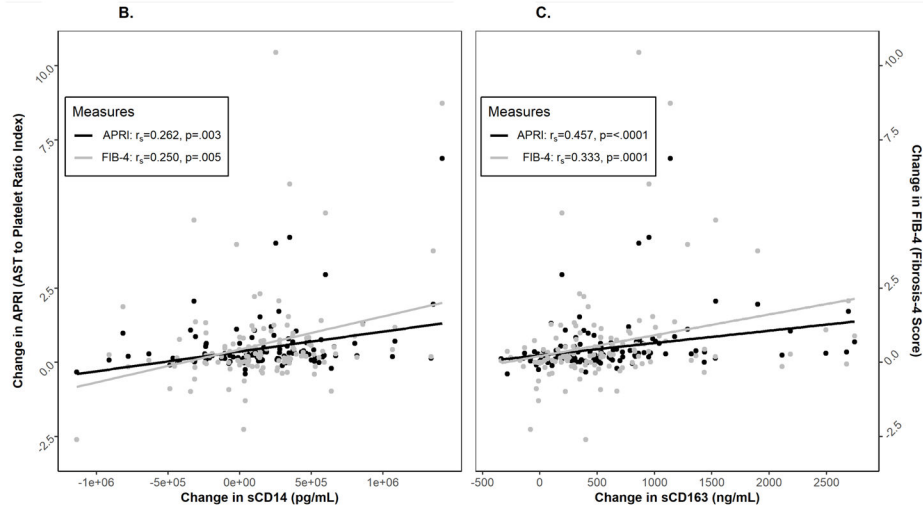 B.
Change in APRI (AST to Platelet Ratio Index)
10.0
7.5
2.5
0.0
-2.5
Measures
APRI: rs=0.262, p=.003
FIB-4: rs=0.250, p=.005
-1e+06
-5e+05
0e+00
5e+05
1e+06
Change in sCD14 (pg/mL)
C.
Measures
APRI: rs=0.457, p=<.0001
FIB-4: rs=0.333, p=.0001
-500
0
500
1000
1500
2000
2500
Change in sCD163 (ng/mL)
10.0
7.5
2.5
0.0
-2.5
Change in FIB-4 (Fibrosis-4 Score)